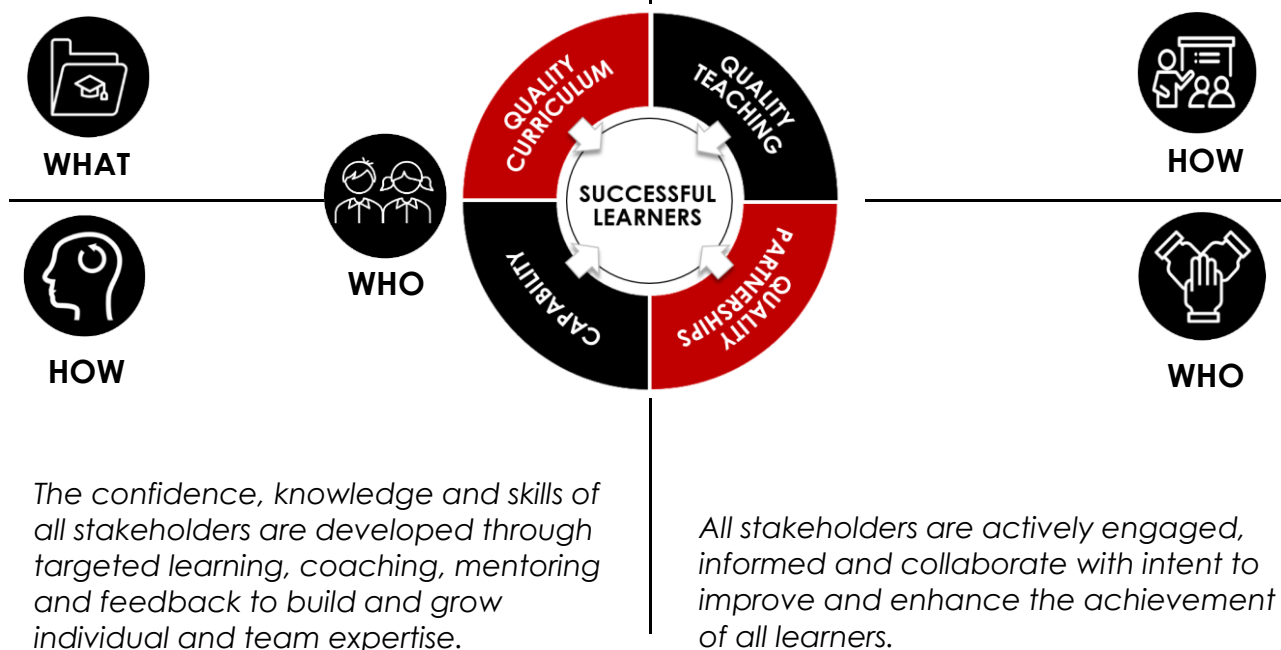 QUALITY
CURRICULUM
QUALITY
TEACHING
WHAT
HOW
SUCCESSFUL
LEARNERS
WHO
CAPABILITY
QUALITY
PARTNERSHIPS
HOW
WHO
The confidence, knowledge and skills of
all stakeholders are developed through
targeted learning, coaching, mentoring
and feedback to build and grow
individual and team expertise.
All stakeholders are actively engaged,
informed and collaborate with intent to
improve and enhance the achievement
of all learners.